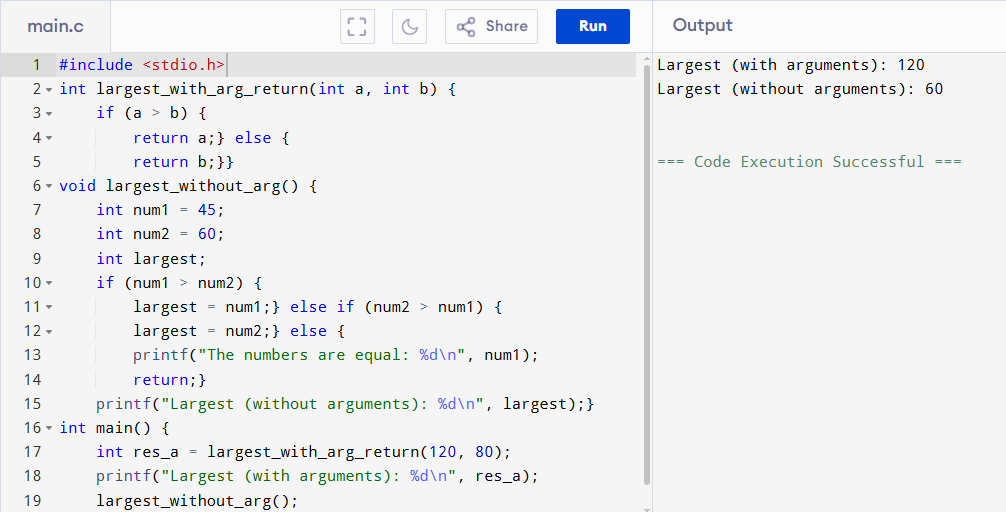 main.c Share Run Output
1 #include <stdio.h>
2 int largest_with_arg_return(int a, int b) {
3     if (a > b) {
4         return a;} else {
5         return b;}}
6 void largest_without_arg() {
7     int num1 = 45;
8     int num2 = 60;
9     int largest;
10     if (num1 > num2) {
11         largest = num1;} else if (num2 > num1) {
12         largest = num2;} else {
13         printf("The numbers are equal: %d\n", num1);
14         return;}
15     printf("Largest (without arguments): %d\n", largest);}
16 int main() {
17     int res_a = largest_with_arg_return(120, 80);
18     printf("Largest (with arguments): %d\n", res_a);
19     largest_without_arg();
Largest (with arguments): 120
Largest (without arguments): 60
=== Code Execution Successful ===